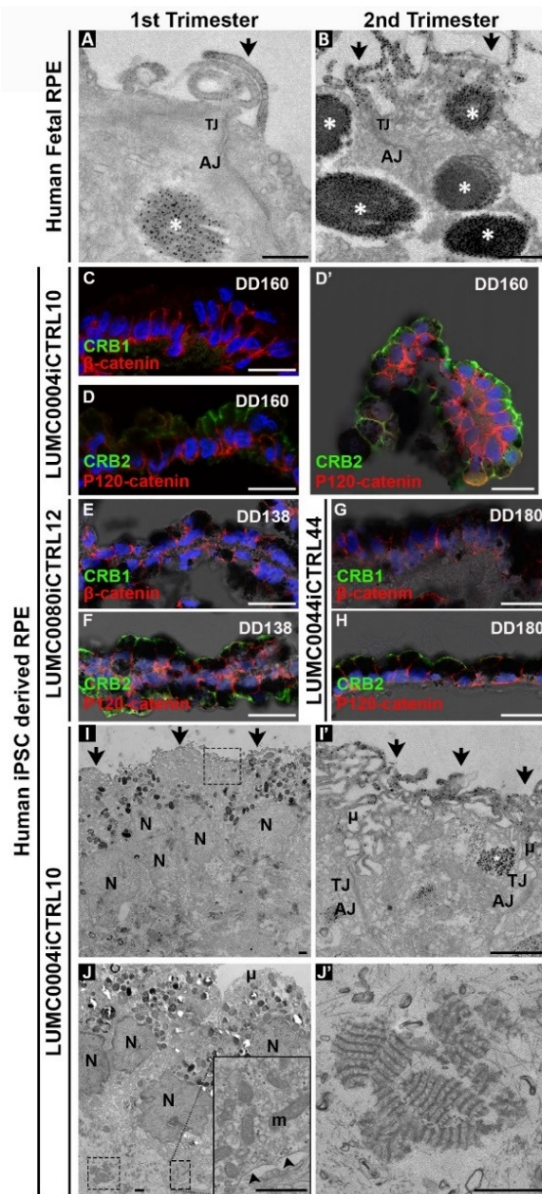 1st Trimester
2nd Trimester
Human Fetal RPE
A
TJ
AJ
*
B
TJ
AJ
*
*
*
*
*
Human iPSC derived RPE
LUMC0004iCTRL10
C
DD160
CRB1
β-catenin
D
DD160
CRB2
P120-catenin
D'
DD160
CRB2
P120-catenin
LUMC0080iCTRL12
E
DD138
CRB1
β-catenin
F
DD138
CRB2
P120-catenin
LUMC0044iCTRL44
G
DD180
CRB1
β-catenin
H
DD180
CRB2
P120-catenin
LUMC0004iCTRL10
I
N
N
N
N
N
I'
μ
μ
*
TJ
TJ
AJ
AJ
J
μ
N
N
N
N
m
J'